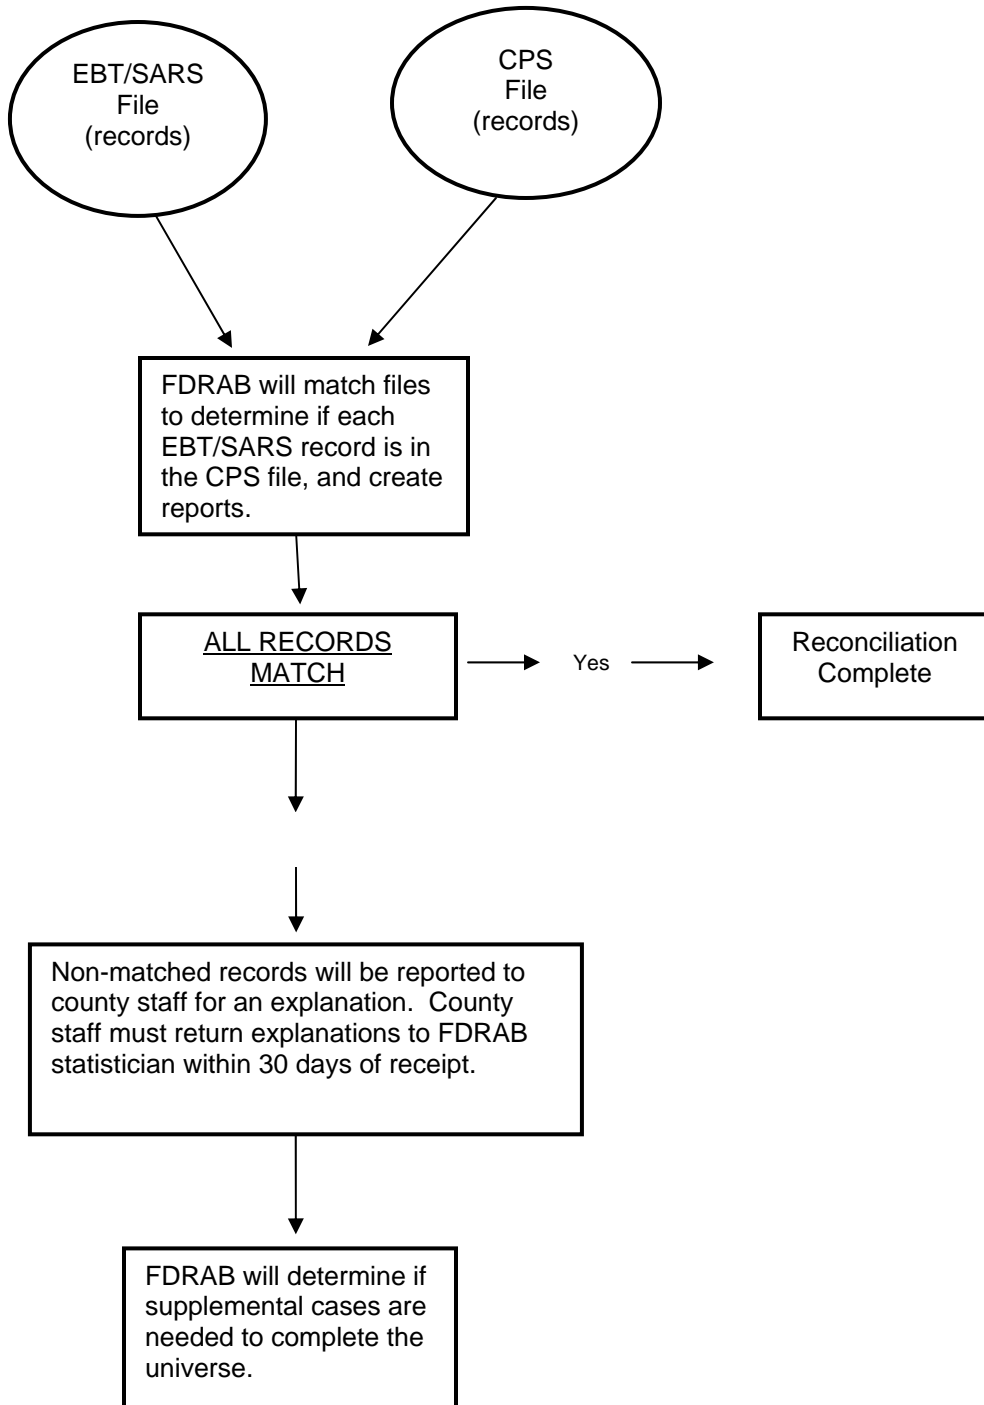 EBT/SARS
File
(records)
CPS
File
(records)
FDRAB will match files
to determine if each
EBT/SARS record is in
the CPS file, and create
reports.
ALL RECORDS
MATCH
Yes
Reconciliation
Complete
Non-matched records will be reported to
county staff for an explanation.  County
staff must return explanations to FDRAB
statistician within 30 days of receipt.
FDRAB will determine if
supplemental cases are
needed to complete the
universe.